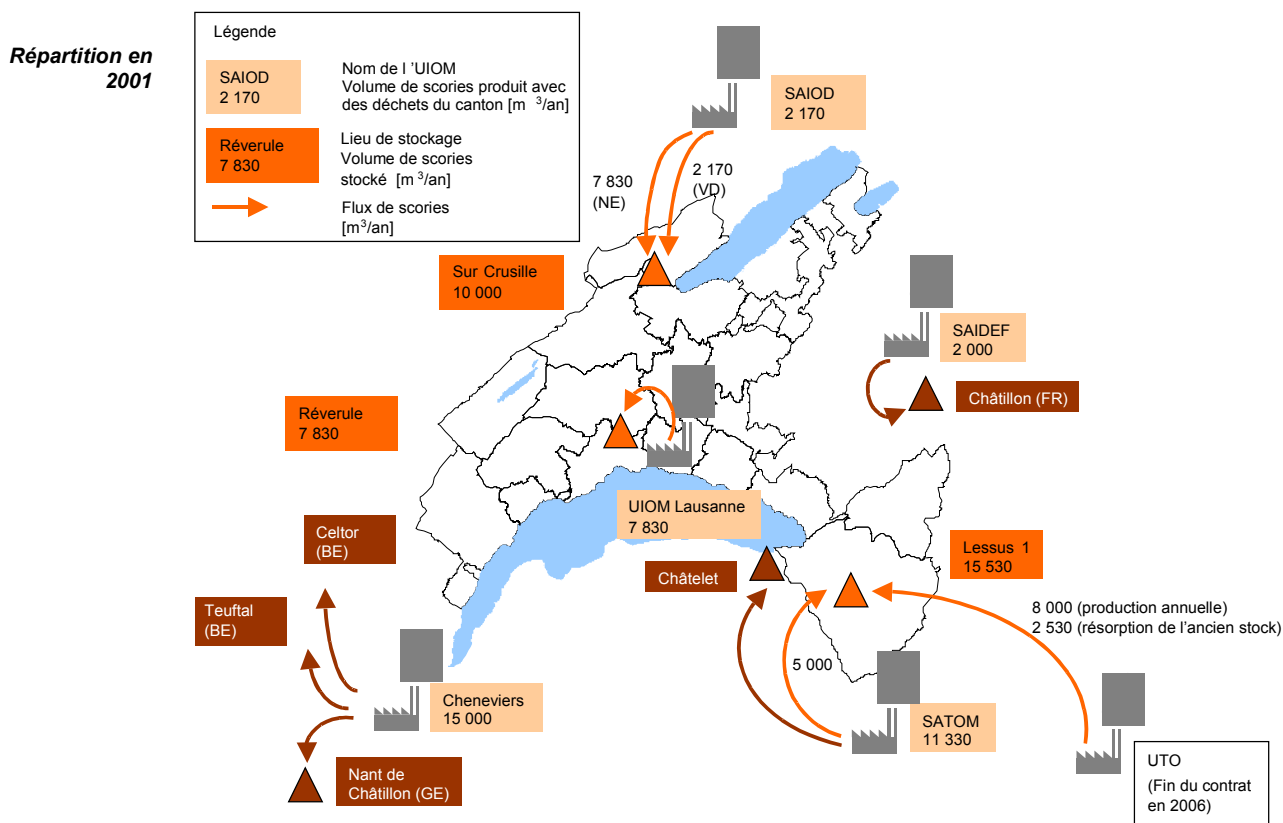 Répartition en
2001
Légende
SAIOD
2 170
Nom de l 'UIOM
Volume de scories produit avec
des déchets du canton [m 3/an]
Réverule
7 830
Lieu de stockage
Volume de scories
stocké [m 3/an]
Flux de scories
[m3/an]
SAIOD
2 170
7 830
(NE)
2 170
(VD)
Sur Crusille
10 000
SAIDEF
2 000
Châtillon (FR)
Réverule
7 830
UIOM Lausanne
7 830
Celtor
(BE)
Châtelet
Lessus 1
15 530
Teuftal
(BE)
8 000 (production annuelle)
2 530 (résorption de l'ancien stock)
5 000
Cheneviers
15 000
SATOM
11 330
Nant de
Châtillon (GE)
UTO
(Fin du contrat
en 2006)